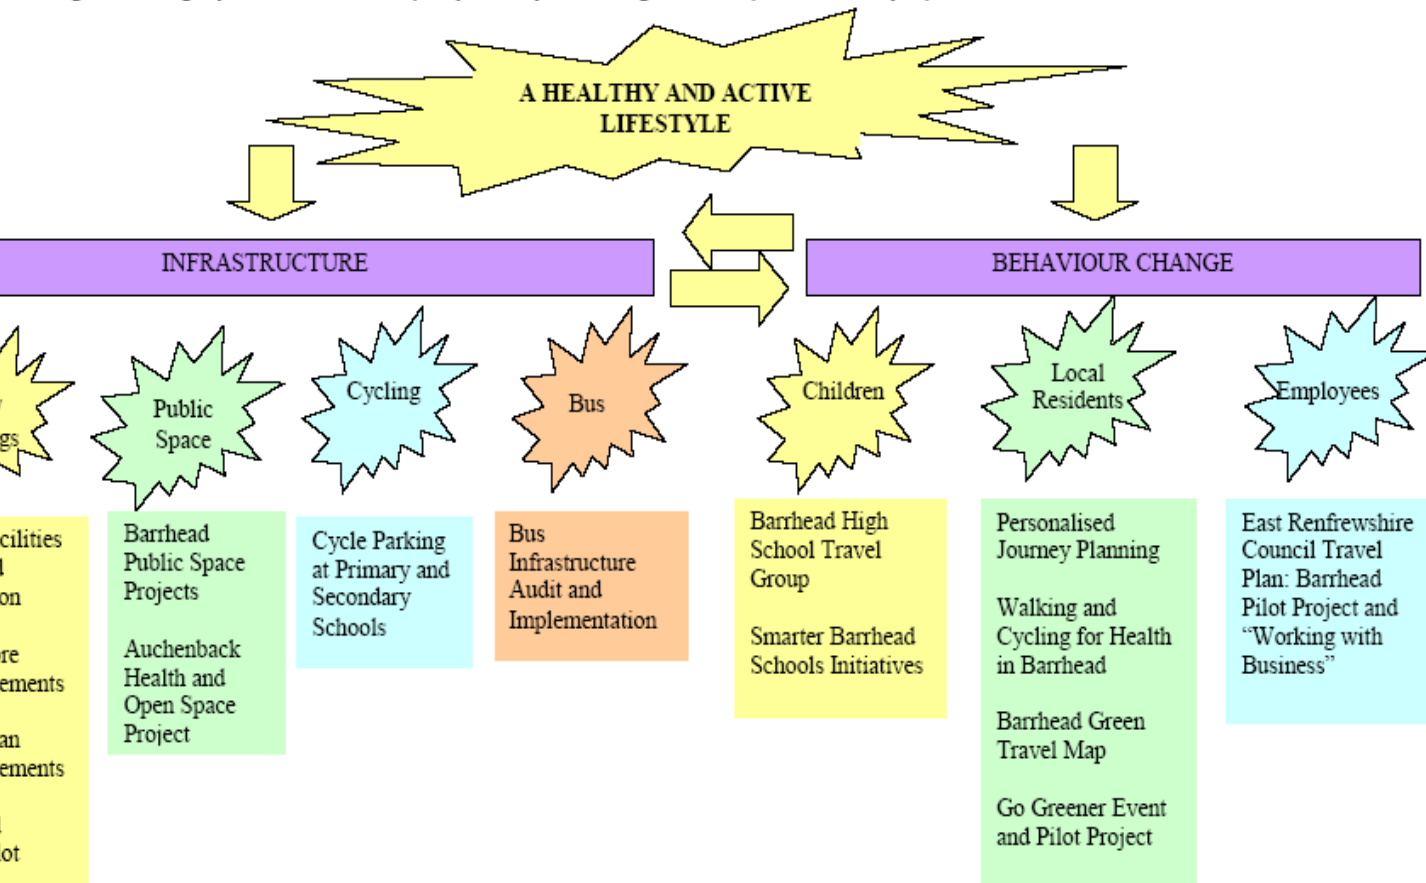 A HEALTHY AND ACTIVE
LIFESTYLE
INFRASTRUCTURE
BEHAVIOUR CHANGE
Public
Space
Cycling
Bus
Children
Local
Residents
Employees
Barrhead
Public Space
Projects
Auchenback
Health and
Open Space
Project
Cycle Parking
at Primary and
Secondary
Schools
Bus
Infrastructure
Audit and
Implementation
Barrhead High
School Travel
Group
Smarter Barrhead
Schools Initiatives
Personalised
Journey Planning
Walking and
Cycling for Health
in Barrhead
Barrhead Green
Travel Map
Go Greener Event
and Pilot Project
East Renfrewshire
Council Travel
Plan: Barrhead
Pilot Project and
“Working with
Business”